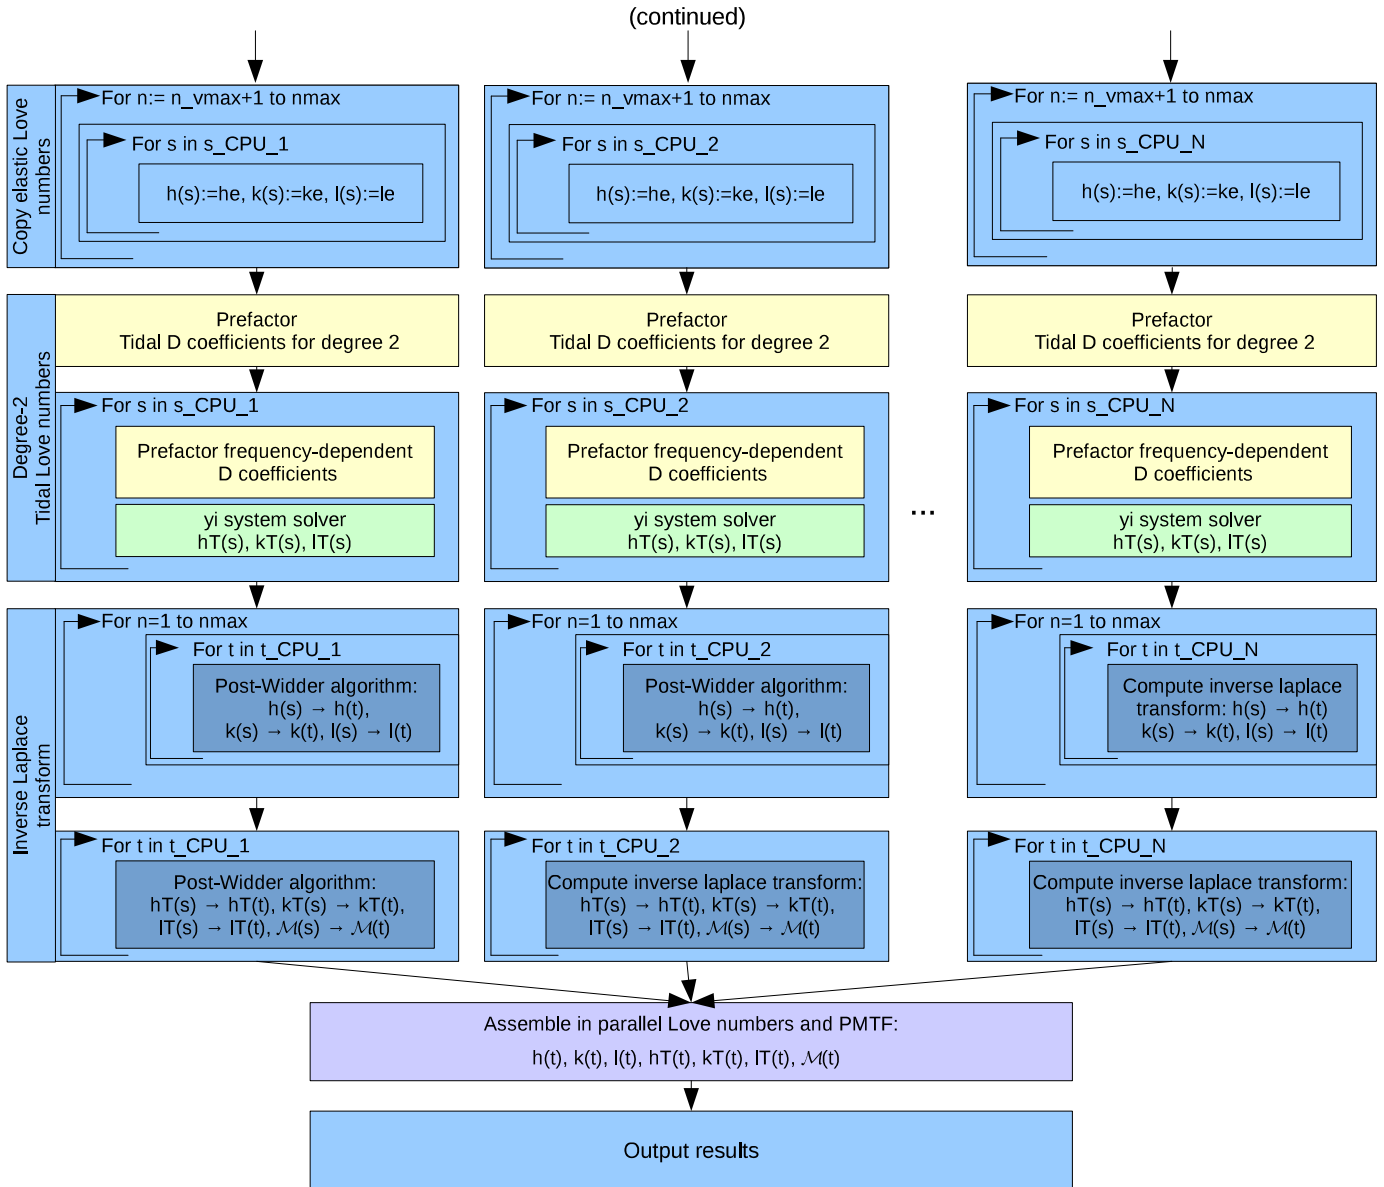 (continued)
Copy elastic Love
numbers
For n:= n_vmax+1 to nmax
For s in s_CPU_1
h(s):=he, k(s):=ke, l(s):=le
For n:= n_vmax+1 to nmax
For s in s_CPU_2
h(s):=he, k(s):=ke, l(s):=le
For n:= n_vmax+1 to nmax
For s in s_CPU_N
h(s):=he, k(s):=ke, l(s):=le
Degree-2
Tidal Love numbers
Prefactor
Tidal D coefficients for degree 2
Prefactor
Tidal D coefficients for degree 2
Prefactor
Tidal D coefficients for degree 2
For s in s_CPU_1
Prefactor frequency-dependent
D coefficients
yi system solver
hT(s), kT(s), lT(s)
For s in s_CPU_2
Prefactor frequency-dependent
D coefficients
yi system solver
hT(s), kT(s), lT(s)
...
For s in s_CPU_N
Prefactor frequency-dependent
D coefficients
yi system solver
hT(s), kT(s), lT(s)
Inverse Laplace
transform
For n=1 to nmax
For t in t_CPU_1
Post-Widder algorithm:
h(s) → h(t),
k(s) → k(t), l(s) → l(t)
For n=1 to nmax
For t in t_CPU_2
Post-Widder algorithm:
h(s) → h(t),
k(s) → k(t), l(s) → l(t)
For n=1 to nmax
For t in t_CPU_N
Compute inverse laplace
transform: h(s) → h(t)
k(s) → k(t), l(s) → l(t)
For t in t_CPU_1
Post-Widder algorithm:
hT(s) → hT(t), kT(s) → kT(t),
lT(s) → lT(t), ℳ(s) → ℳ(t)
For t in t_CPU_2
Compute inverse laplace transform:
hT(s) → hT(t), kT(s) → kT(t),
lT(s) → lT(t), ℳ(s) → ℳ(t)
For t in t_CPU_N
Compute inverse laplace transform:
hT(s) → hT(t), kT(s) → kT(t),
lT(s) → lT(t), ℳ(s) → ℳ(t)
Assemble in parallel Love numbers and PMTF:
h(t), k(t), l(t), hT(t), kT(t), lT(t), ℳ(t)
Output results